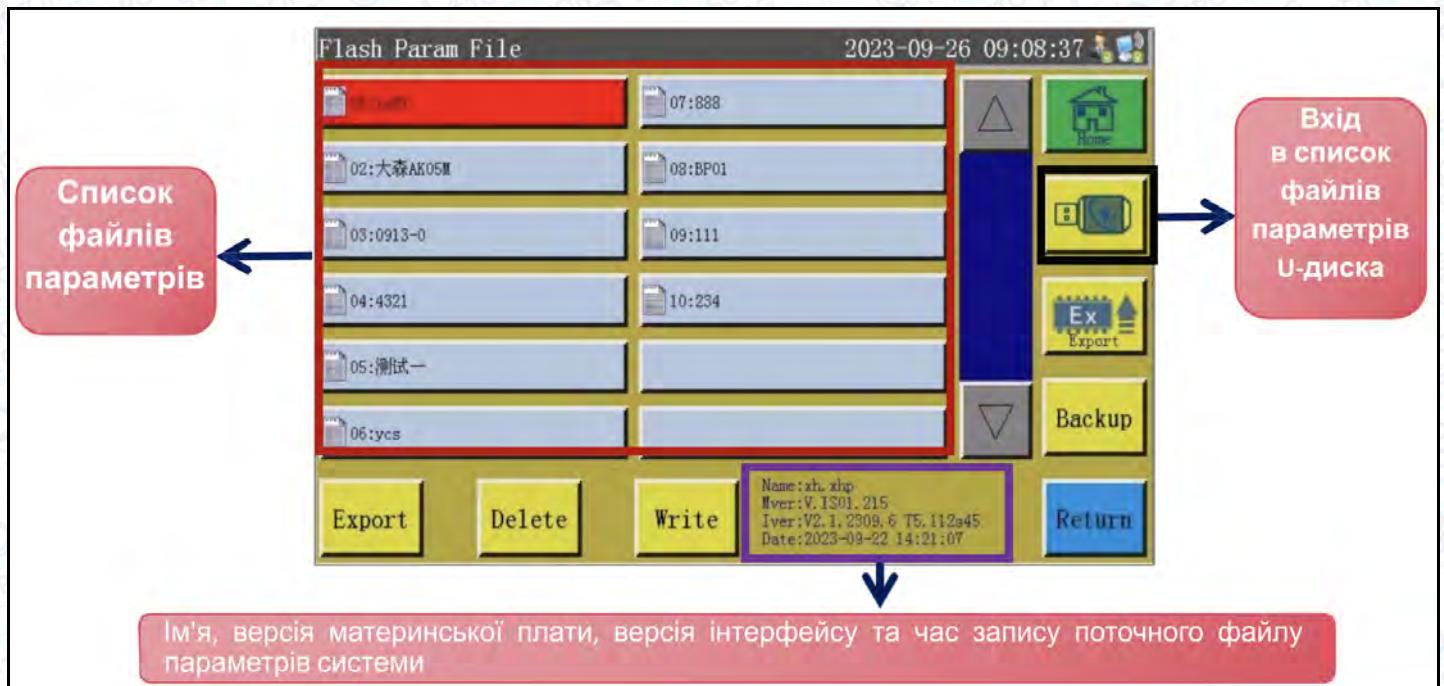 Flash Param File 2023-09-26 09:08:37
07:888
Home
02:大森AK05M
08:BP01
03:0913-0
09:111
04:4321
10:234
Ex
Export
05:测试一
06:ycs
Backup
Export
Delete
Write
Name:xh.xhp
Mver:V.IS01.215
Iver:V2.1.2309.6 T5.112s45
Date:2023-09-22 14:21:07
Return
Список
файлів
параметрів
Вхід
в список
файлів
параметрів
U-диска
Ім'я, версія материнської плати, версія інтерфейсу та час запису поточного файлу
параметрів системи